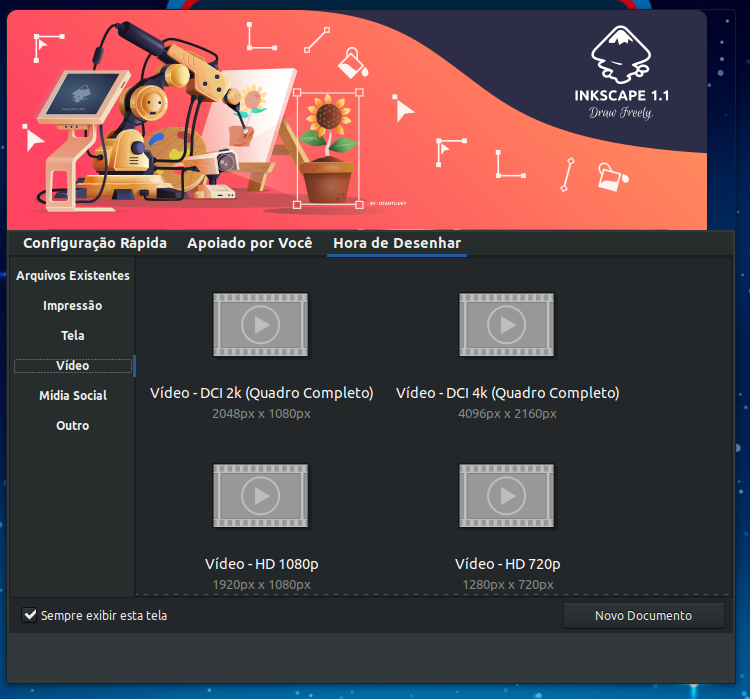 INKSCAPE 1.1
Draw Freely.
BY : DZANTLIUKY
Configuração Rápida
Apoiado por Você
Hora de Desenhar
Arquivos Existentes
Impressão
Tela
Vídeo
Mídia Social
Outro
Vídeo - DCI 2k (Quadro Completo)
2048px x 1080px
Vídeo - DCI 4k (Quadro Completo)
4096px x 2160px
Vídeo - HD 1080p
1920px x 1080px
Vídeo - HD 720p
1280px x 720px
Sempre exibir esta tela
Novo Documento